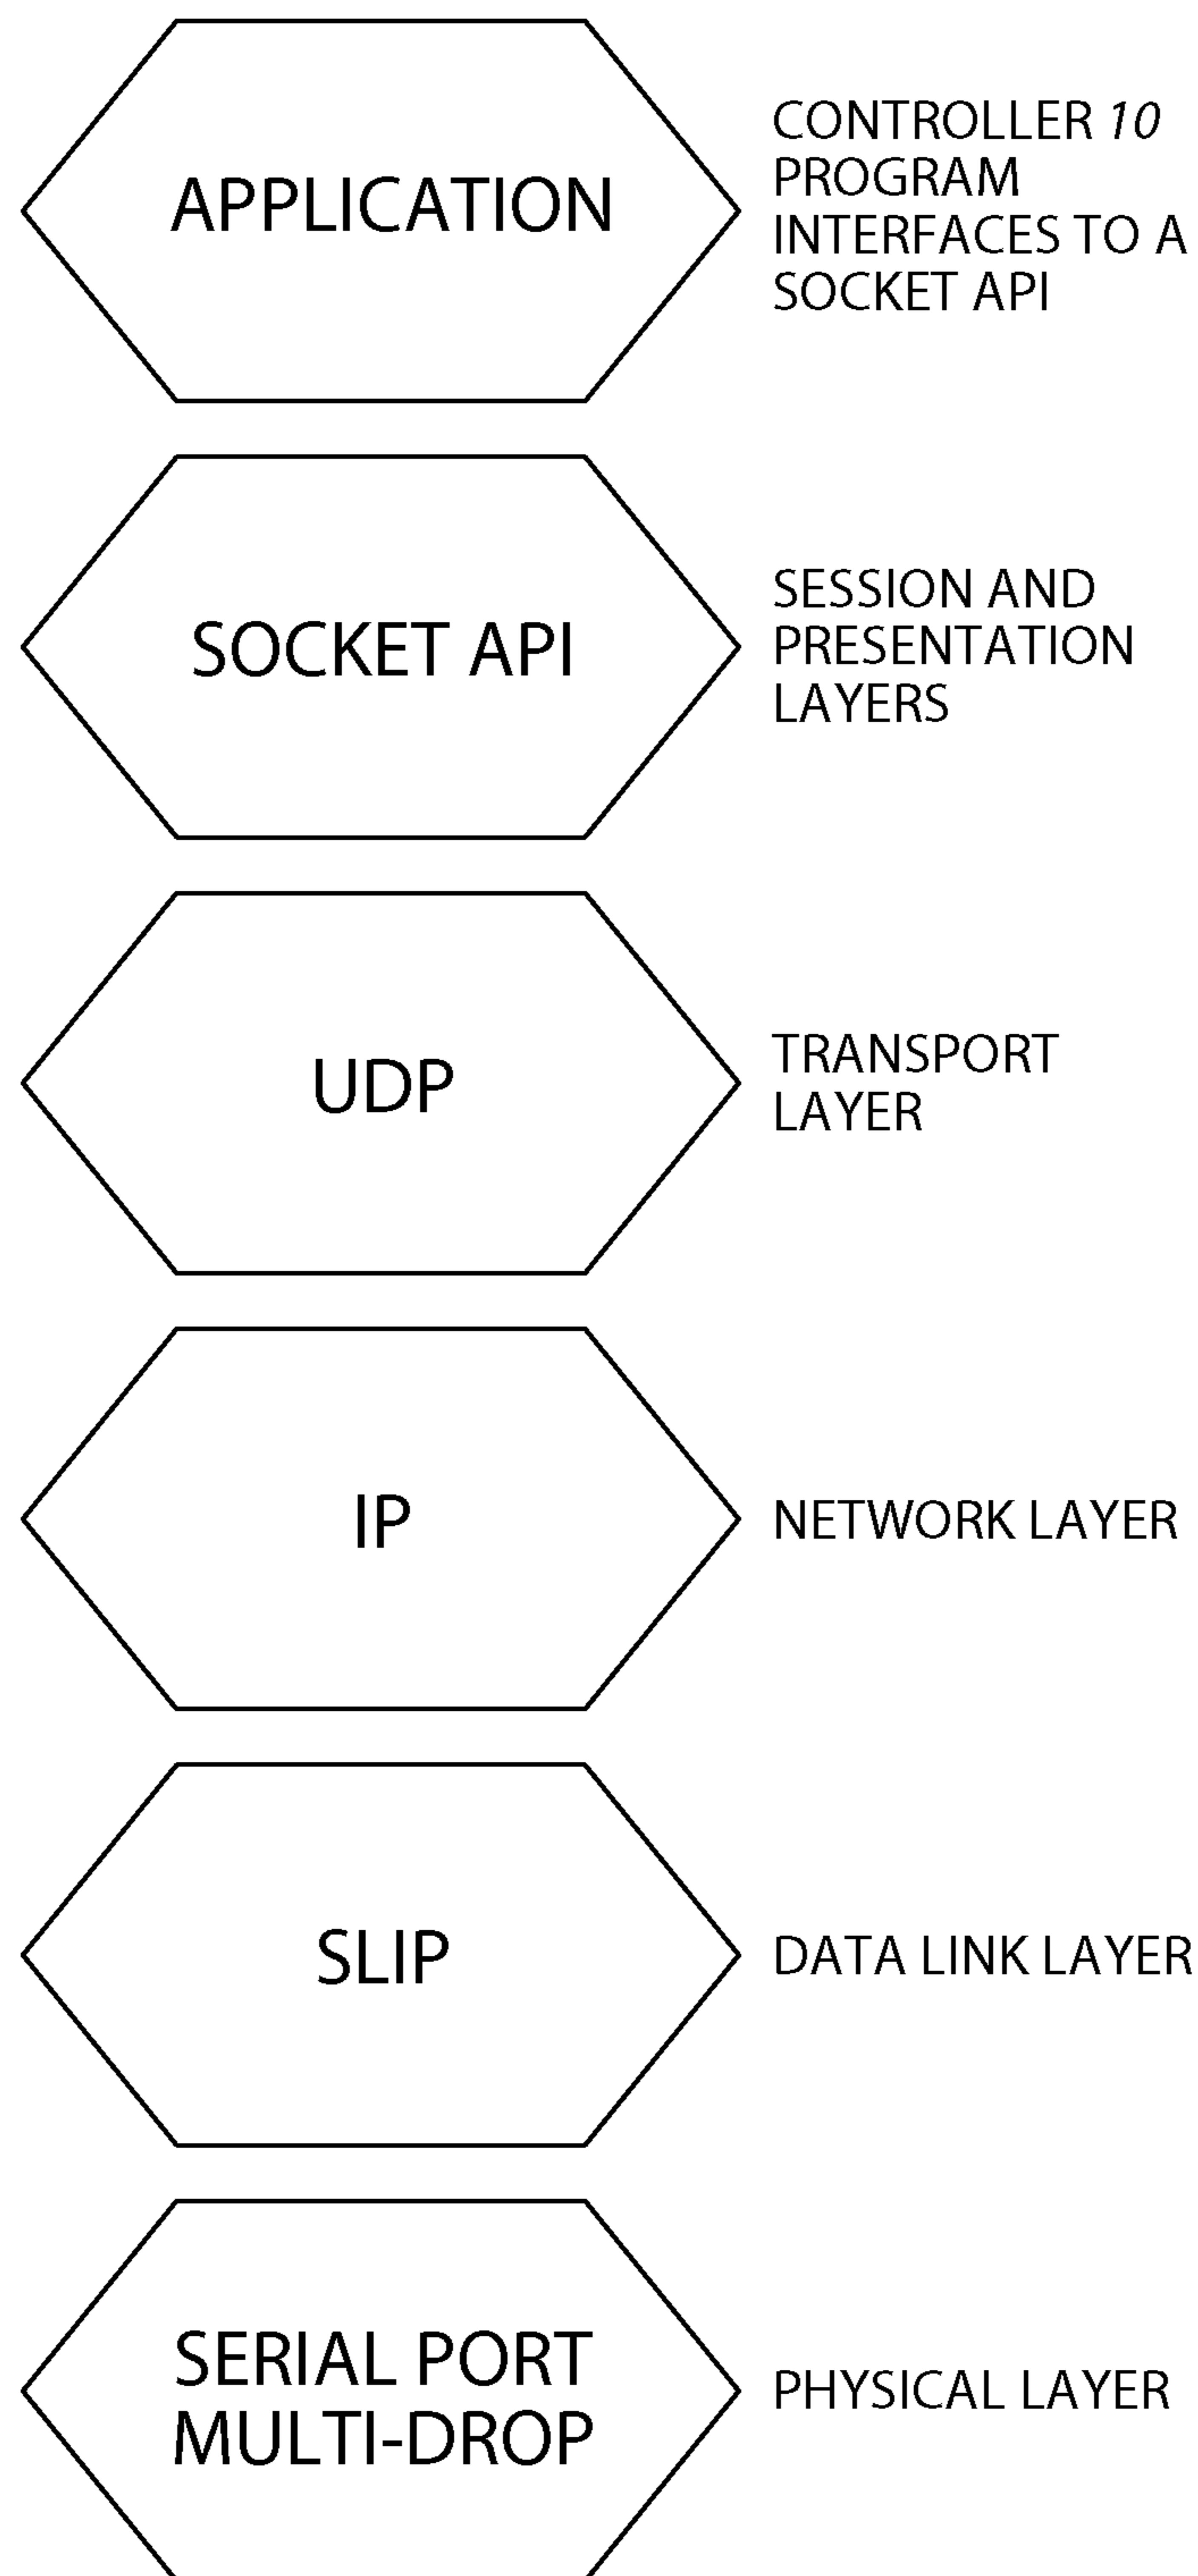 APPLICATION
CONTROLLER 10
PROGRAM
INTERFACES TO A
SOCKET API
SOCKET API
SESSION AND
PRESENTATION
LAYERS
UDP
TRANSPORT
LAYER
IP
NETWORK LAYER
SLIP
DATA LINK LAYER
SERIAL PORT
MULTI-DROP
PHYSICAL LAYER